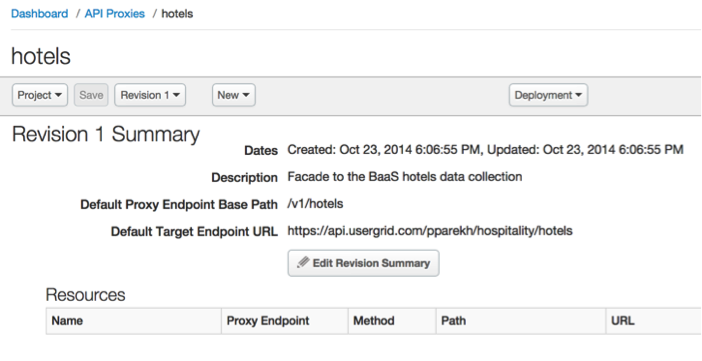 Dashboard / API Proxies / hotels
hotels
Project Save Revision 1 New Deployment
Revision 1 Summary
Dates Created: Oct 23, 2014 6:06:55 PM, Updated: Oct 23, 2014 6:06:55 PM
Description Facade to the BaaS hotels data collection
Default Proxy Endpoint Base Path /v1/hotels
Default Target Endpoint URL https://api.usergrid.com/pparekh/hospitality/hotels
Edit Revision Summary
Resources
Name Proxy Endpoint Method Path URL